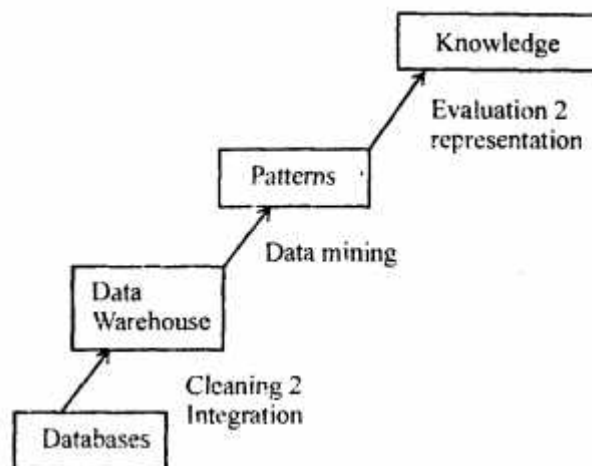 Knowledge
Evaluation 2
representation
Patterns
Data mining
Data
Warehouse
Cleaning 2
Integration
Databases